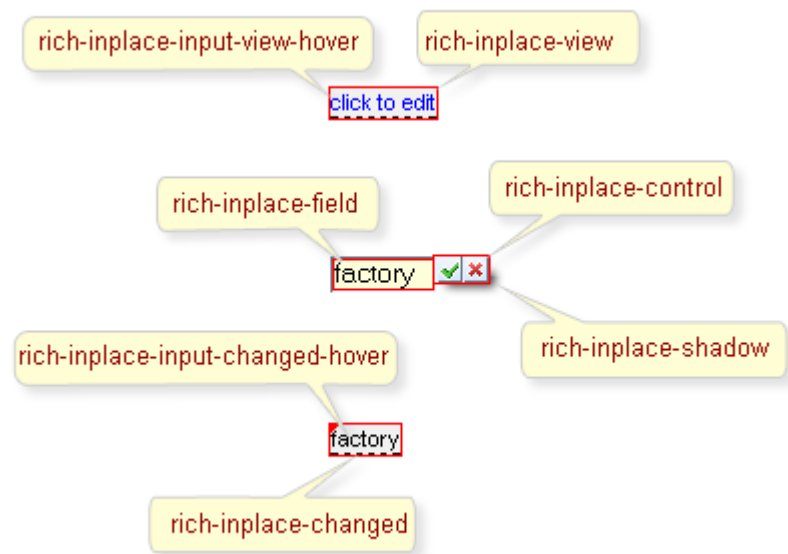 rich-inplace-input-view-hover
rich-inplace-view
click to edit
rich-inplace-field
rich-inplace-control
factory
rich-inplace-shadow
rich-inplace-input-changed-hover
factory
rich-inplace-changed